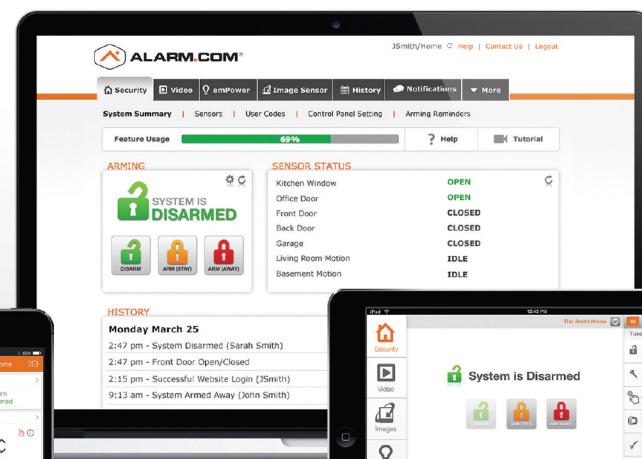 ALARM.COM®
JSmith/Home Help | Contact Us | Logout
Security Video emPower Image Sensor History Notifications More
System Summary | Sensors | User Codes | Control Panel Setting | Arming Reminders
Feature Usage 69% ? Help Tutorial
ARMING
SYSTEM IS
DISARMED
DISARM ARM (STAY) ARM (AWAY)
SENSOR STATUS
Kitchen Window OPEN
Office Door OPEN
Front Door CLOSED
Back Door CLOSED
Garage CLOSED
Living Room Motion IDLE
Basement Motion IDLE
HISTORY
Monday March 25
2:47 pm - System Disarmed (Sarah Smith)
2:47 pm - Front Door Open/Closed
2:15 pm - Successful Website Login (JSmith)
9:13 am - System Armed Away (John Smith)
iPad 12:42 PM
The Smith Home
Security
Video
Images
System is Disarmed
Tues